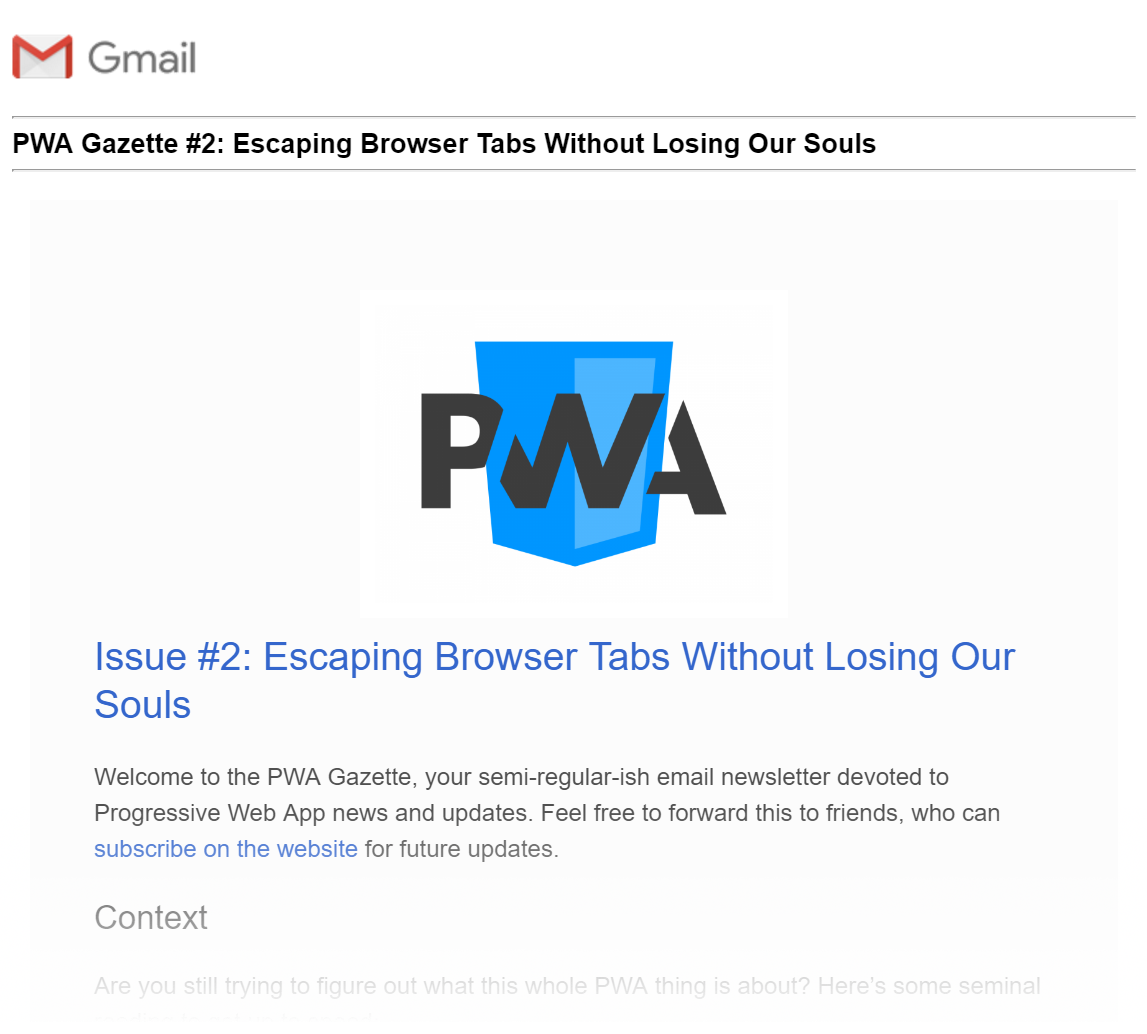 Gmail
PWA Gazette #2: Escaping Browser Tabs Without Losing Our Souls
PWA
Issue #2: Escaping Browser Tabs Without Losing Our
Souls
Welcome to the PWA Gazette, your semi-regular-ish email newsletter devoted to
Progressive Web App news and updates. Feel free to forward this to friends, who can
subscribe on the website for future updates.
Context
Are you still trying to figure out what this whole PWA thing is about? Here’s some seminal